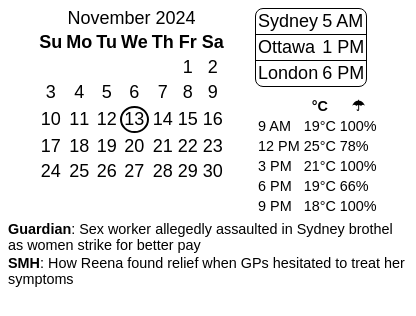 November 2024
Su Mo Tu We Th Fr Sa
1 2
3 4 5 6 7 8 9
10 11 12 13 14 15 16
17 18 19 20 21 22 23
24 25 26 27 28 29 30
Sydney 5 AM
Ottawa 1 PM
London 6 PM
°C ☂
9 AM 19°C 100%
12 PM 25°C 78%
3 PM 21°C 100%
6 PM 19°C 66%
9 PM 18°C 100%
Guardian: Sex worker allegedly assaulted in Sydney brothel
as women strike for better pay
SMH: How Reena found relief when GPs hesitated to treat her
symptoms